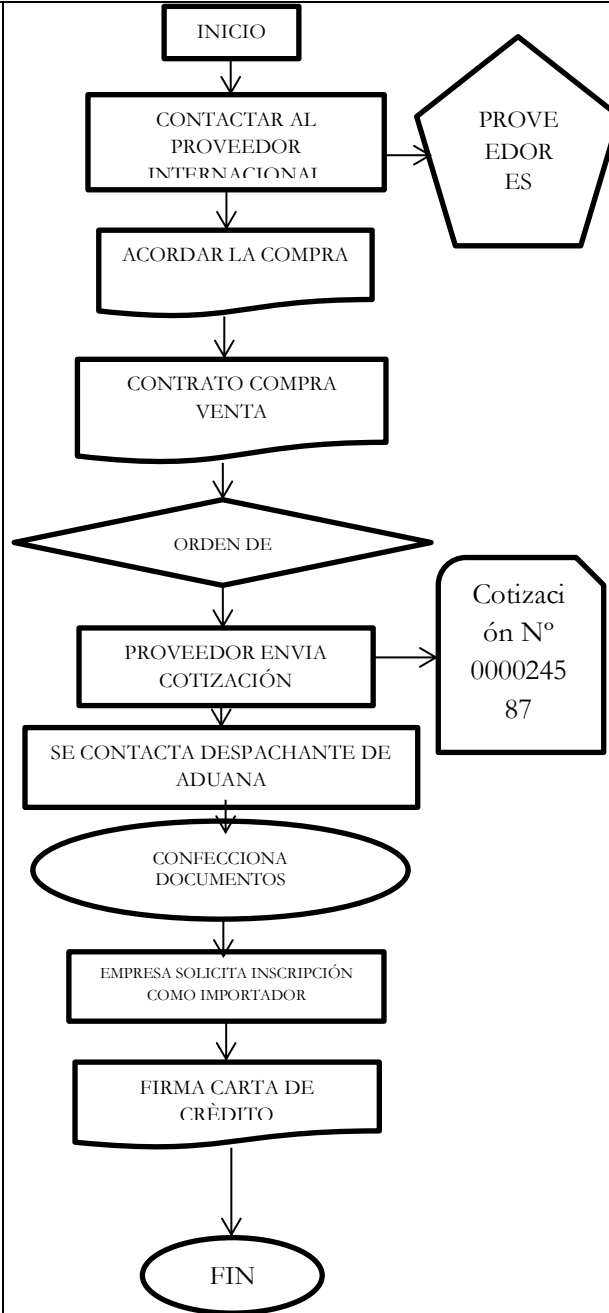 INICIO
CONTACTAR AL
PROVEEDOR
INTERNACIONAL
PROVE
EDOR
ES
ACORDAR LA COMPRA
CONTRATO COMPRA
VENTA
ORDEN DE
PROVEEDOR ENVIA
COTIZACIÓN
Cotizaci
ón Nº
0000245
87
SE CONTACTA DESPACHANTE DE
ADUANA
CONFECCIONA
DOCUMENTOS
EMPRESA SOLICITA INSCRIPCIÓN
COMO IMPORTADOR
FIRMA CARTA DE
CRÈDITO
FIN